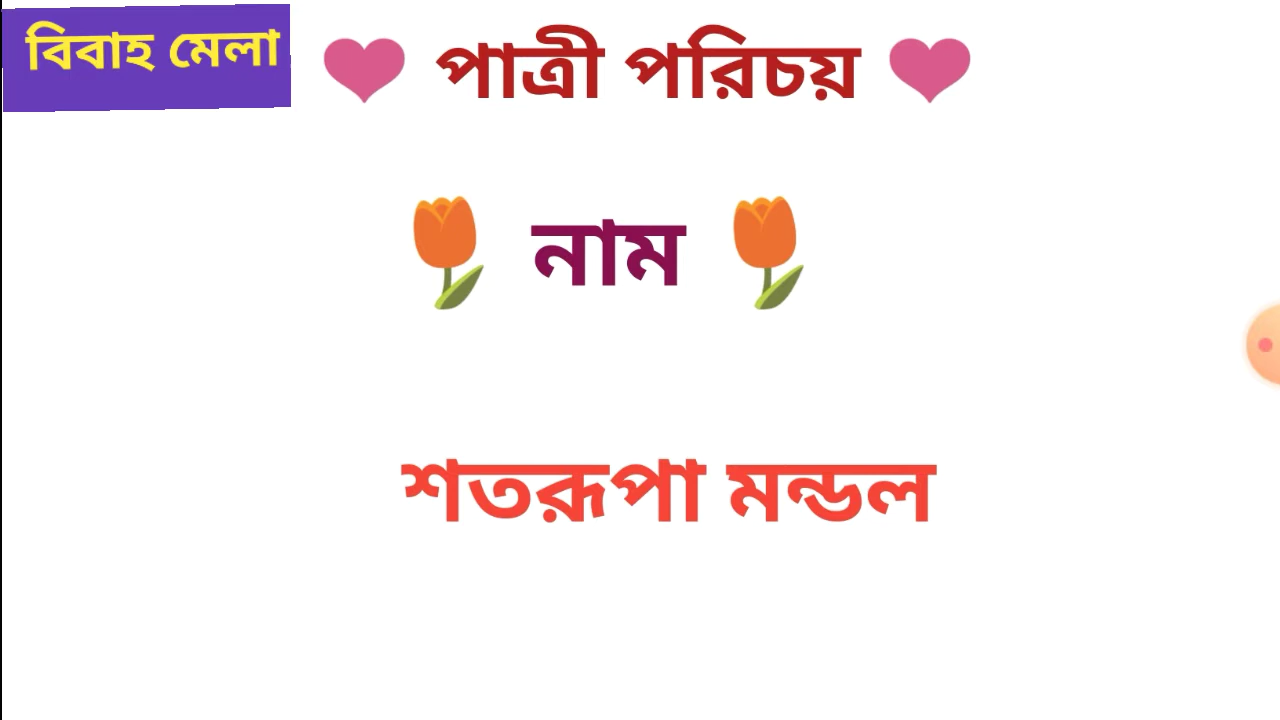 বিবাহ মেলা
❤ পাত্রী পরিচয় ❤
🌷 নাম 🌷
শতরূপা মন্ডল